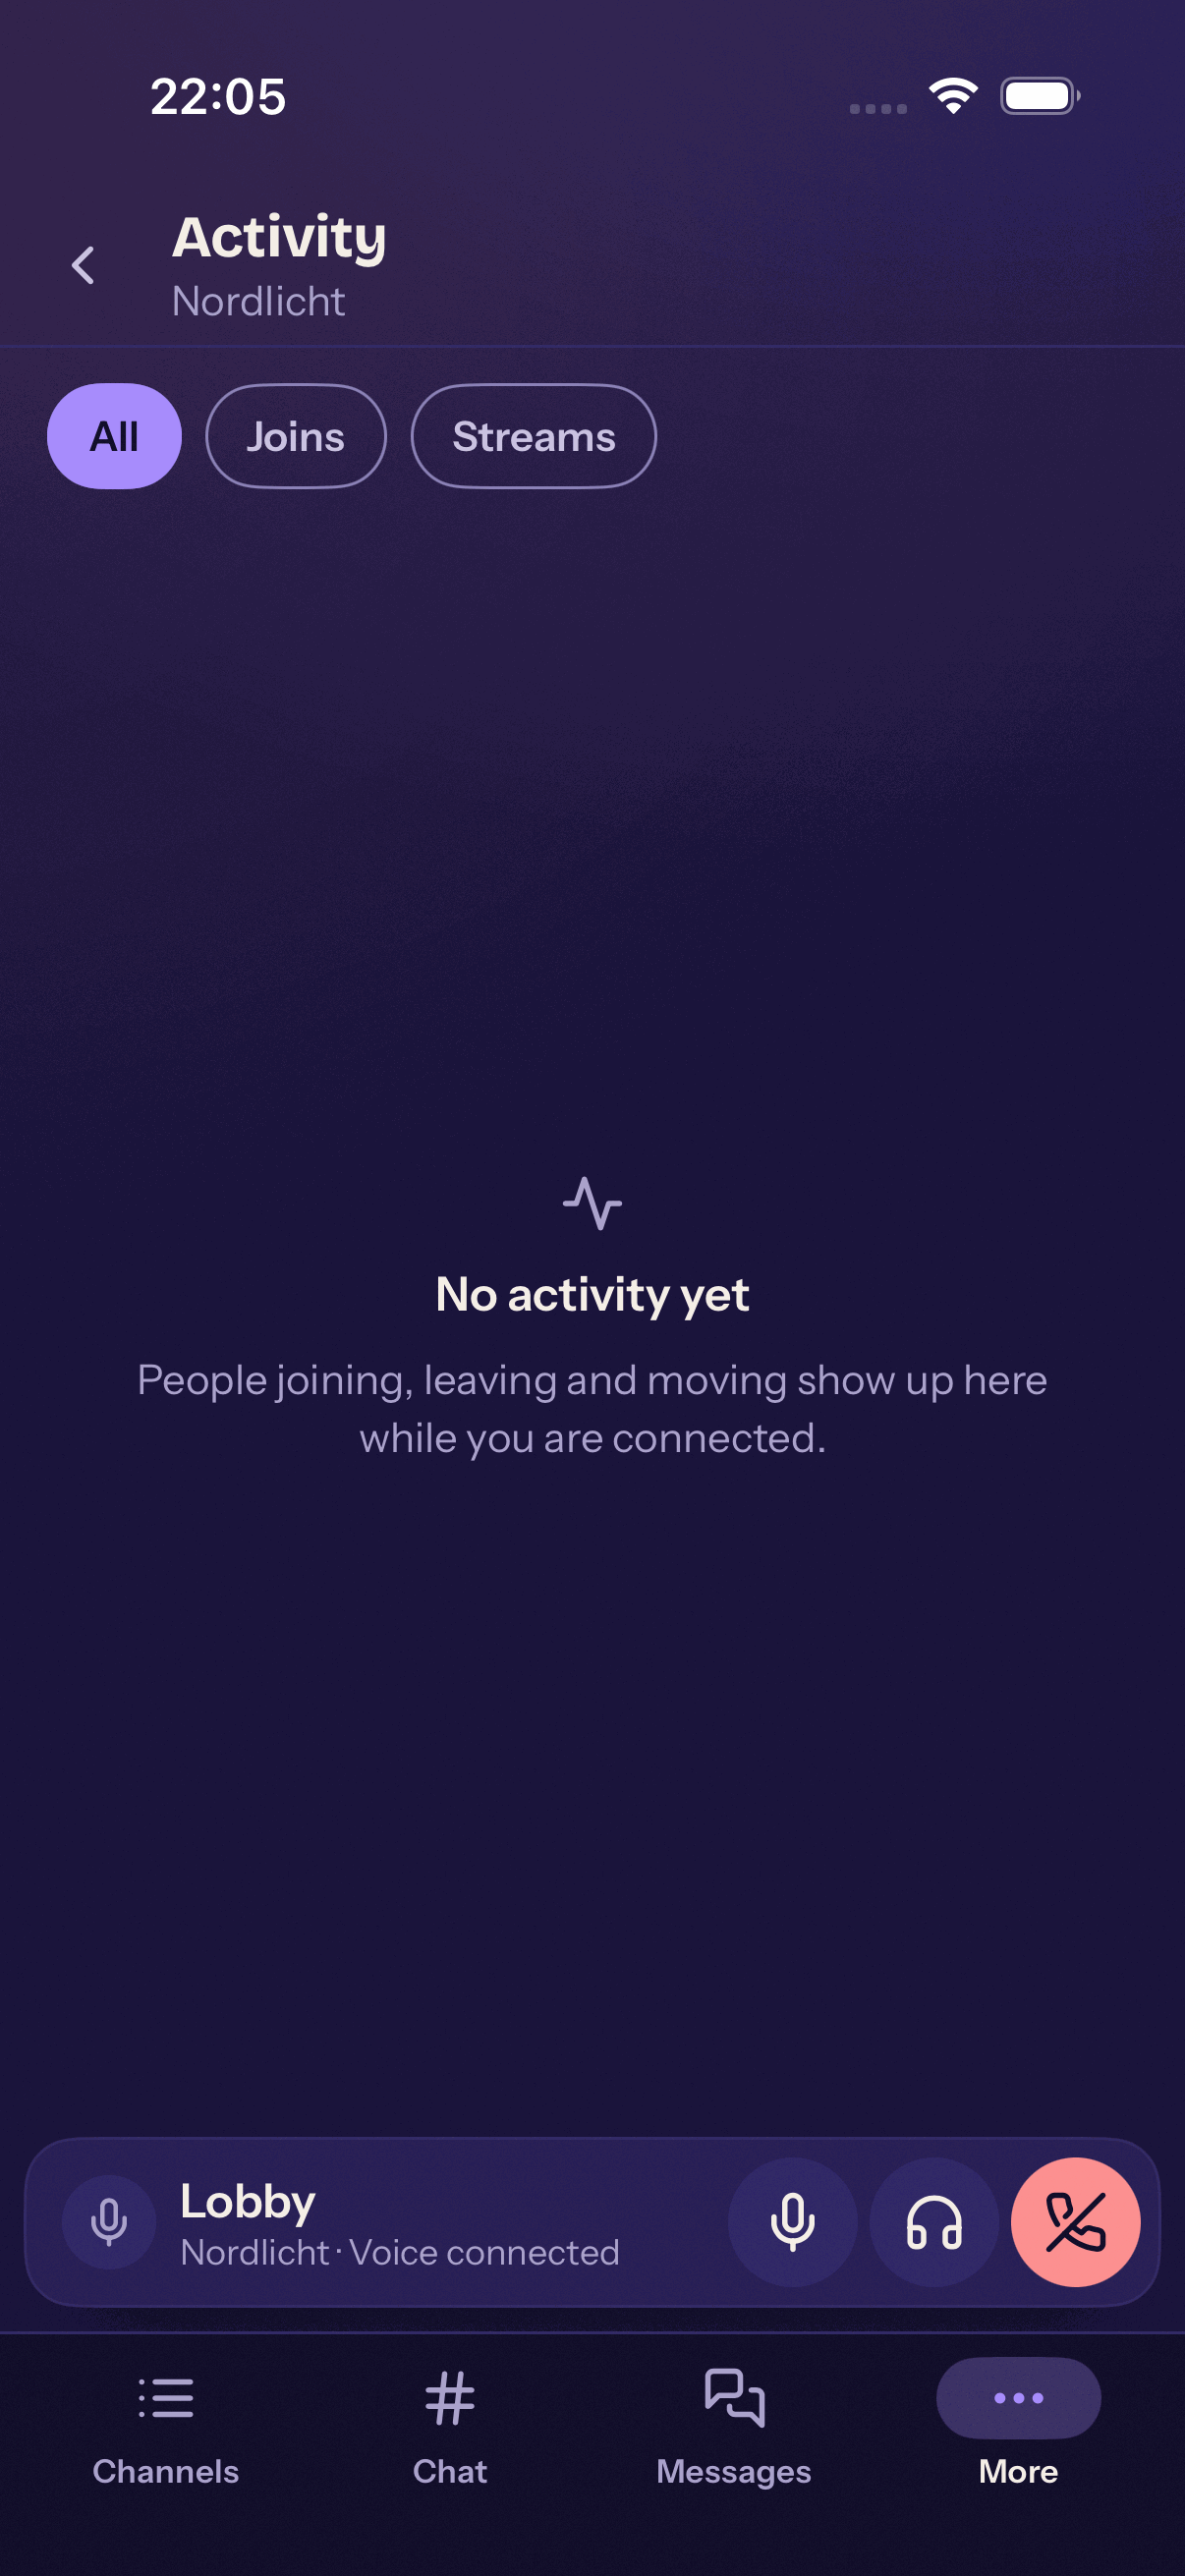 22:05
Activity
Nordlicht
All
Joins
Streams
No activity yet
People joining, leaving and moving show up here
while you are connected.
Lobby
Nordlicht · Voice connected
Channels
Chat
Messages
More